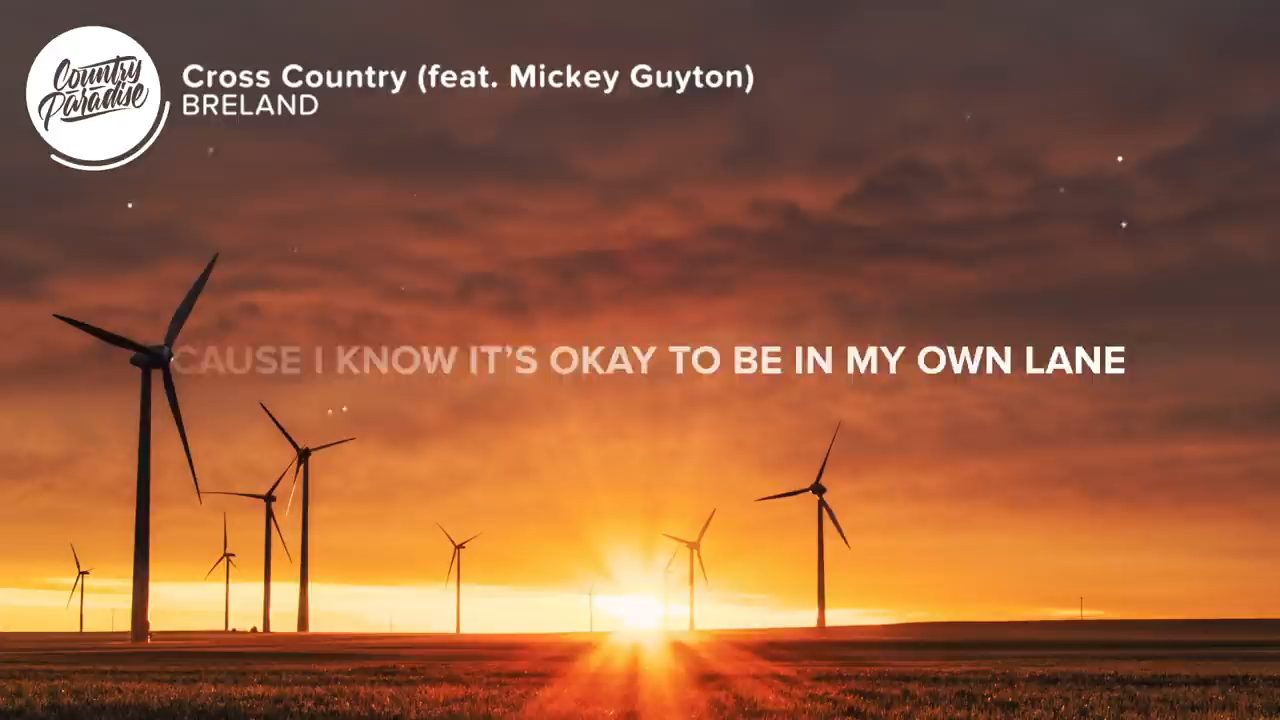 Country
Paradise
Cross Country (feat. Mickey Guyton)
BRELAND
CAUSE I KNOW IT'S OKAY TO BE IN MY OWN LANE